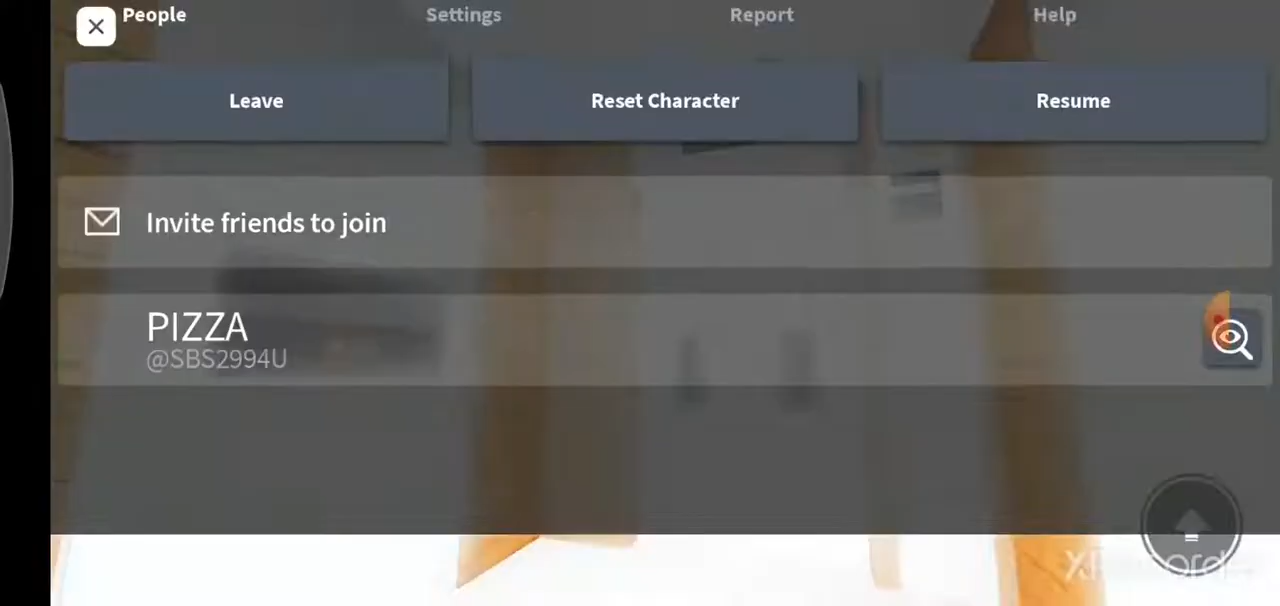 People Settings Report Help
Leave Reset Character Resume
Invite friends to join
PIZZA
@SBS2994U